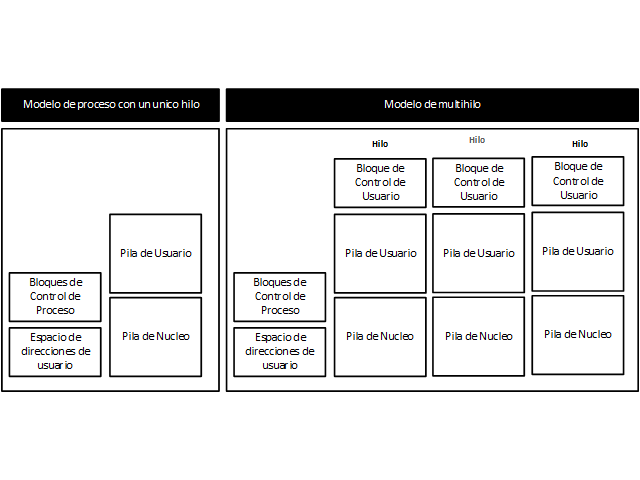 Modelo de proceso con un unico hilo
Modelo de multihilo
Pila de Usuario
Bloques de
Control de
Proceso
Espacio de
direcciones de
usuario
Pila de Nucleo
Hilo
Hilo
Hilo
Bloque de
Control de
Usuario
Bloque de
Control de
Usuario
Bloque de
Control de
Usuario
Pila de Usuario
Pila de Usuario
Pila de Usuario
Bloques de
Control de
Proceso
Espacio de
direcciones de
usuario
Pila de Nucleo
Pila de Nucleo
Pila de Nucleo